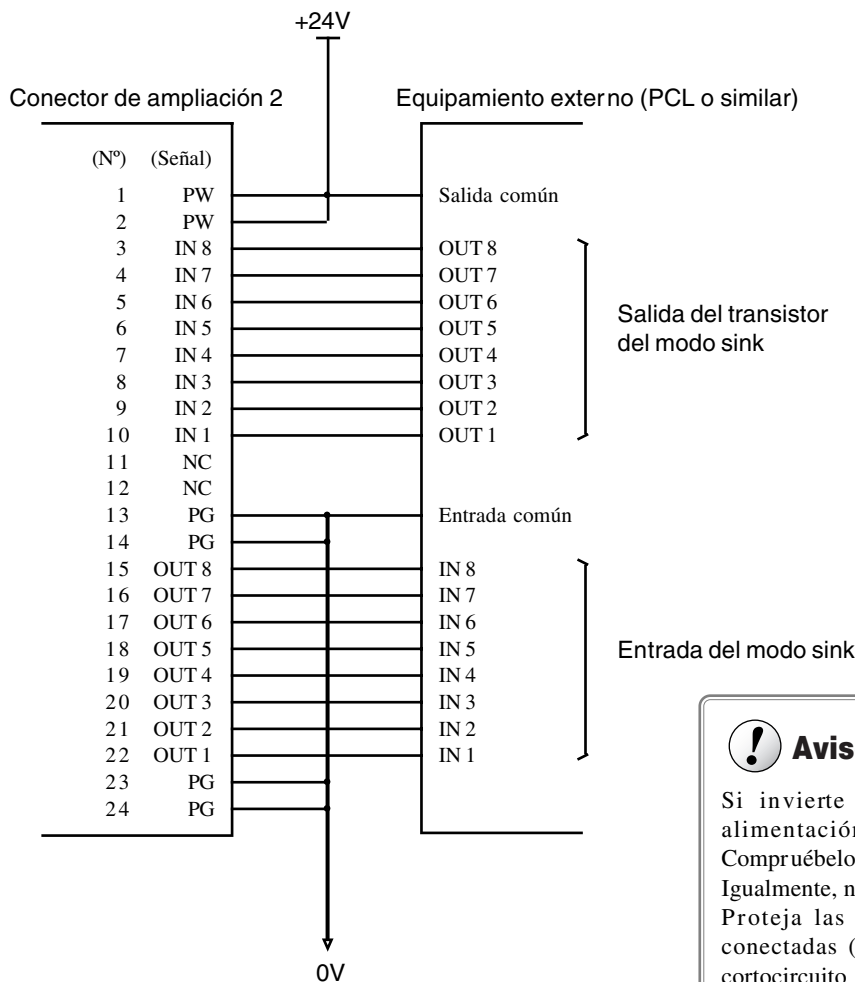 +24V
Conector de ampliación 2 Equipamiento externo (PCL o similar)
(Nº) (Señal)
1 PW Salida común
2 PW
3 IN 8 OUT 8
4 IN 7 OUT 7
5 IN 6 OUT 6
6 IN 5 OUT 5
7 IN 4 OUT 4
8 IN 3 OUT 3
9 IN 2 OUT 2
10 IN 1 OUT 1
Salida del transistor
del modo sink
11 NC
12 NC
13 PG Entrada común
14 PG
15 OUT 8 IN 8
16 OUT 7 IN 7
17 OUT 6 IN 6
18 OUT 5 IN 5
19 OUT 4 IN 4
20 OUT 3 IN 3
21 OUT 2 IN 2
22 OUT 1 IN 1
Entrada del modo sink
23 PG
24 PG
0V
Avis
Si invierte
alimentación
Compruébelo
Igualmente, n
Proteja las
conectadas (
cortocircuito